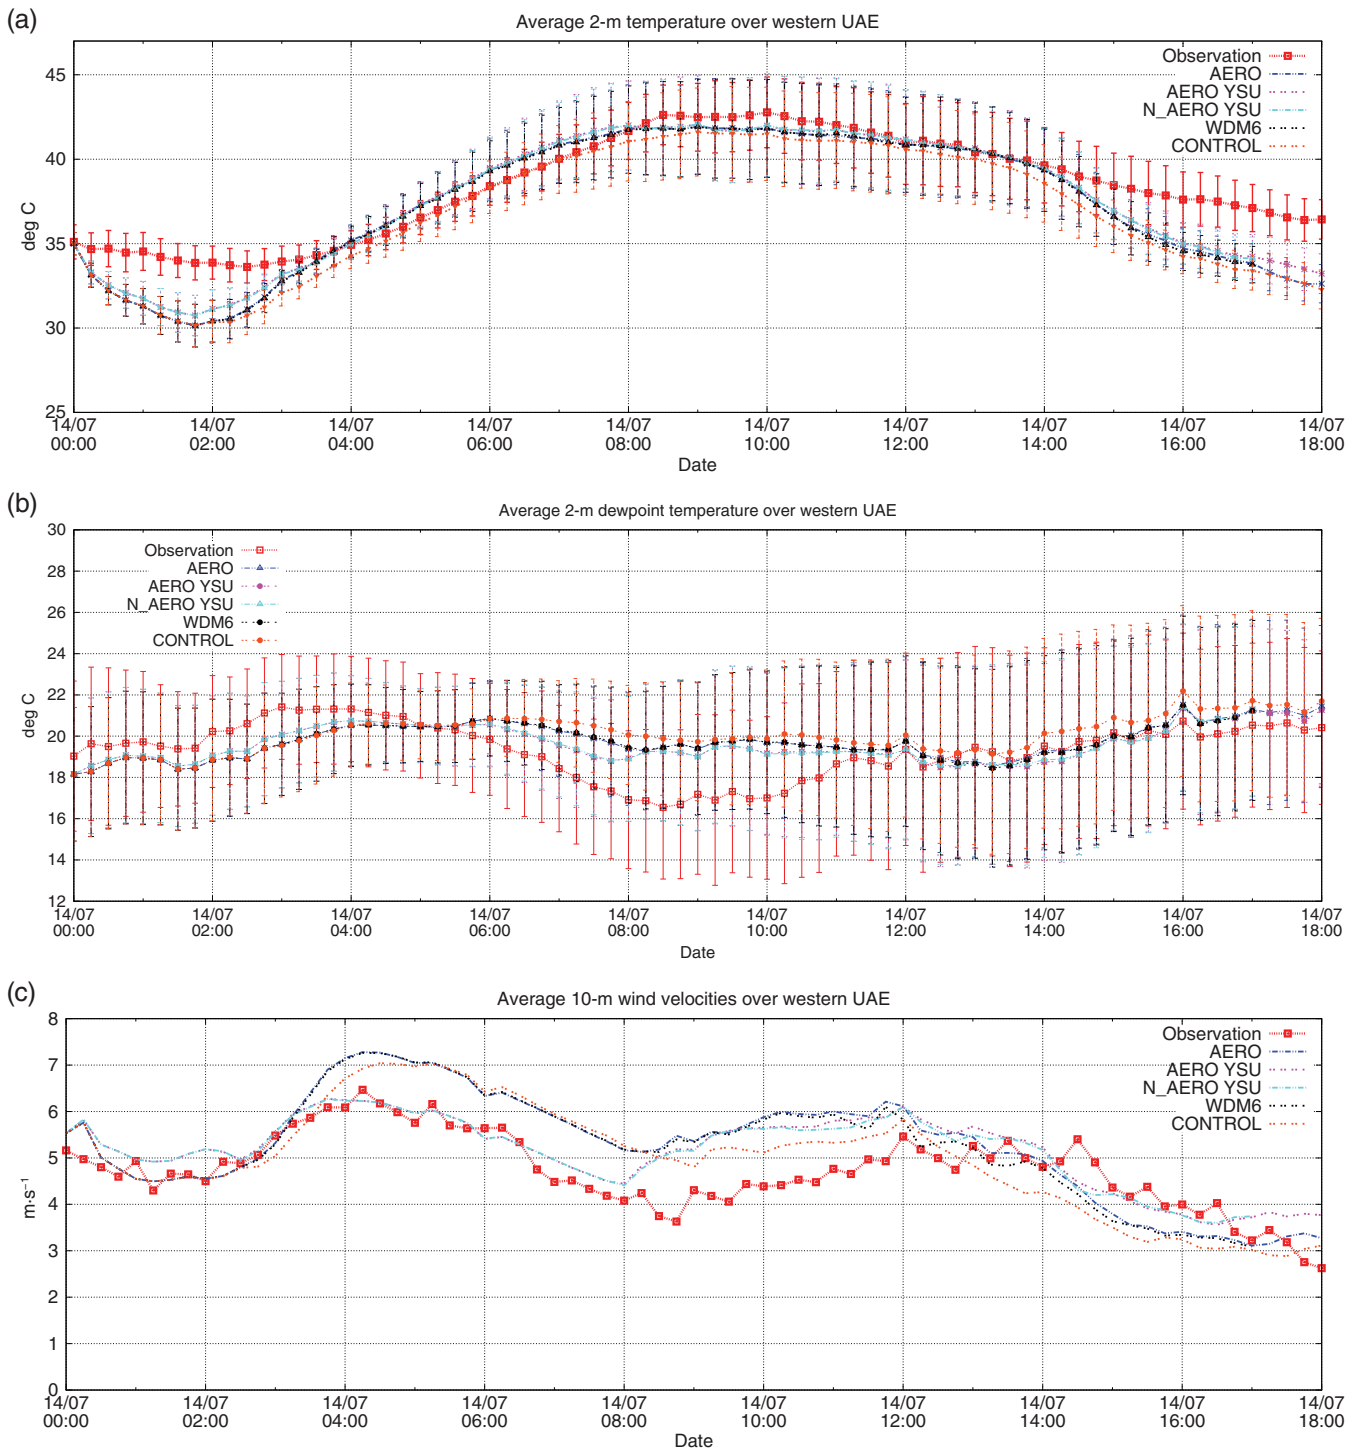 (a)
Average 2-m temperature over western UAE
Observation
AERO
AERO YSU
N_AERO YSU
WDM6
CONTROL
45
40
35
30
25
deg C
14/07 14/07 14/07 14/07 14/07 14/07 14/07 14/07 14/07 14/07
00:00 02:00 04:00 06:00 08:00 10:00 12:00 14:00 16:00 18:00
Date
(b)
Average 2-m dewpoint temperature over western UAE
Observation
AERO
AERO YSU
N_AERO YSU
WDM6
CONTROL
30
28
26
24
22
20
18
16
14
12
deg C
14/07 14/07 14/07 14/07 14/07 14/07 14/07 14/07 14/07 14/07
00:00 02:00 04:00 06:00 08:00 10:00 12:00 14:00 16:00 18:00
Date
(c)
Average 10-m wind velocities over western UAE
Observation
AERO
AERO YSU
N_AERO YSU
WDM6
CONTROL
8
7
6
5
4
3
2
1
0
m·s⁻¹
14/07 14/07 14/07 14/07 14/07 14/07 14/07 14/07 14/07 14/07
00:00 02:00 04:00 06:00 08:00 10:00 12:00 14:00 16:00 18:00
Date